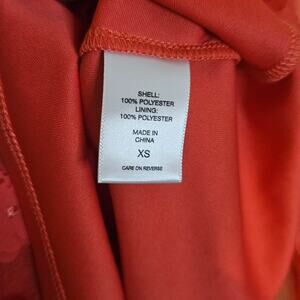 SHELL:
100% POLYESTER
LINING:
100% POLYESTER
MADE IN
CHINA
XS
CARE ON REVERSE